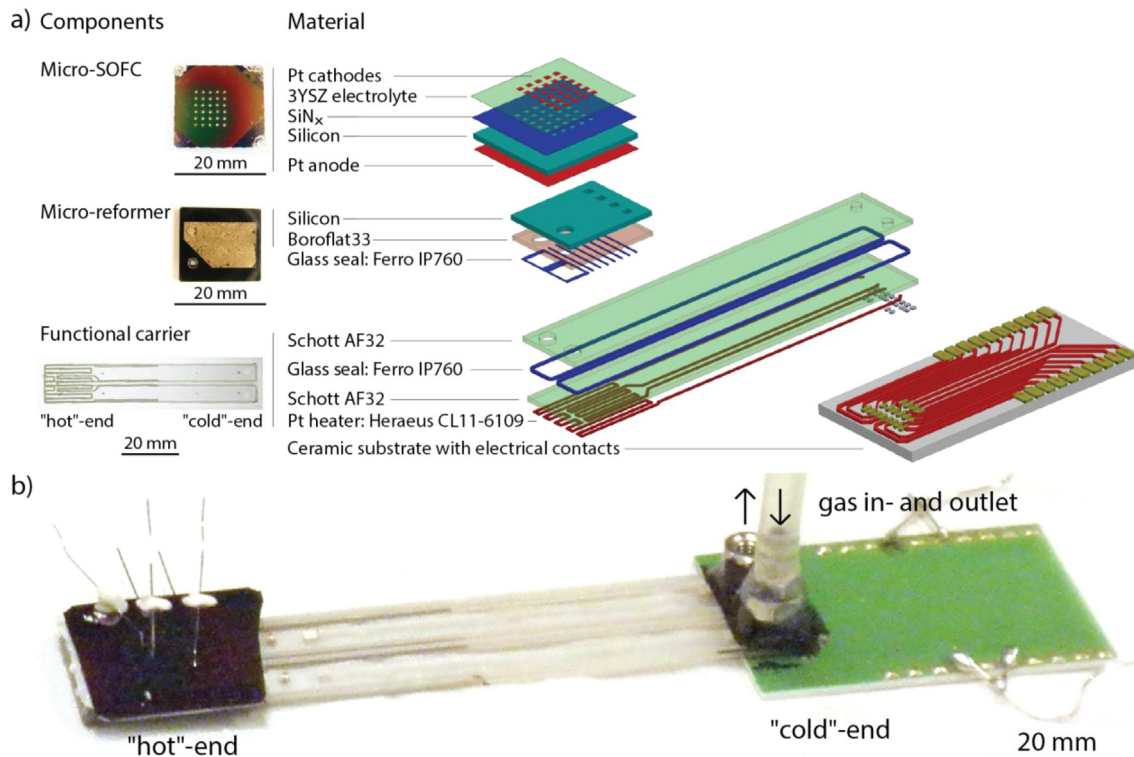 a) Components Material
Micro-SOFC
Pt cathodes
3YSZ electrolyte
SiNx
Silicon
Pt anode
20 mm
Micro-reformer
Silicon
Boroflat33
Glass seal: Ferro IP760
20 mm
Functional carrier
Schott AF32
Glass seal: Ferro IP760
Schott AF32
"hot"-end "cold"-end
Pt heater: Heraeus CL11-6109
20 mm
Ceramic substrate with electrical contacts
b)
gas in- and outlet
"hot"-end
"cold"-end
20 mm